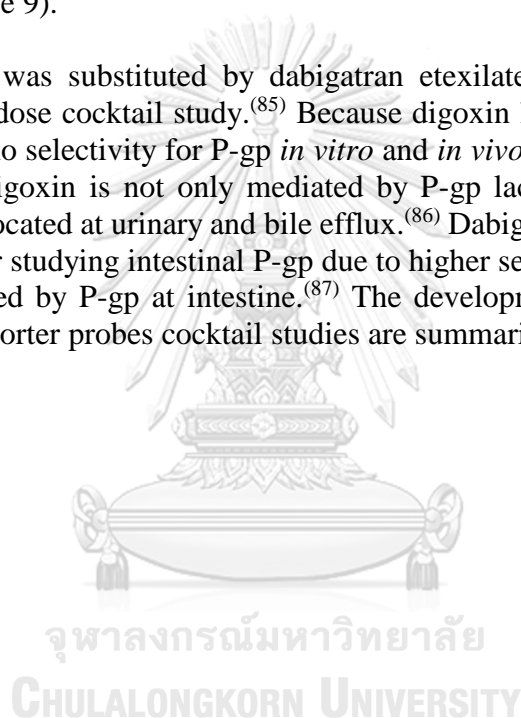 e 9).
was substituted by dabigatran etexilate
dose cocktail study.(85) Because digoxin
no selectivity for P-gp in vitro and in vivo
igoxin is not only mediated by P-gp lac
ocated at urinary and bile efflux.(86) Dabig
r studying intestinal P-gp due to higher se
ed by P-gp at intestine.(87) The developm
orter probes cocktail studies are summari
จุฬาลงกรณ์มหาวิทยาลัย
CHULALONGKORN UNIVERSITY